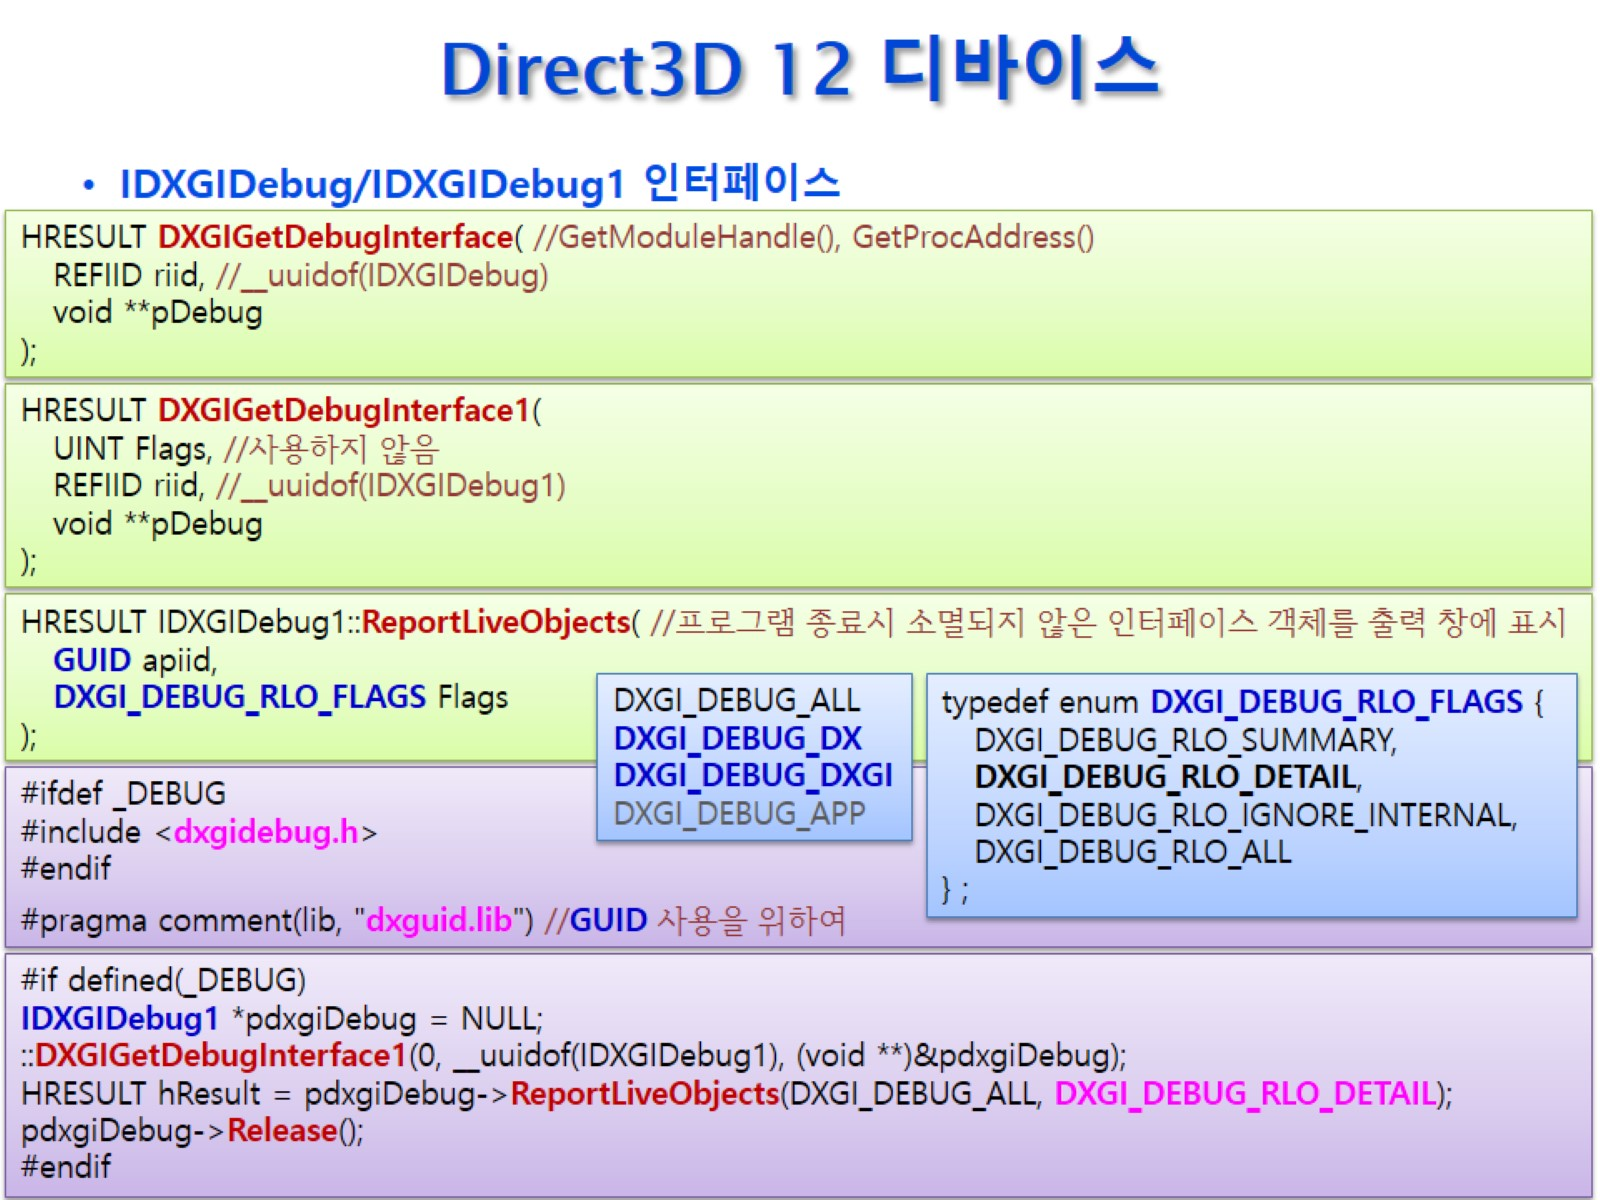 Direct3D 12 디바이스
• IDXGIDebug/IDXGIDebug1 인터페이스
HRESULT DXGIGetDebugInterface( //GetModuleHandle(), GetProcAddress()
REFIID riid, //__uuidof(IDXGIDebug)
void **pDebug
);
HRESULT DXGIGetDebugInterface1(
UINT Flags, //사용하지 않음
REFIID riid, //__uuidof(IDXGIDebug1)
void **pDebug
);
HRESULT IDXGIDebug1::ReportLiveObjects( //프로그램 종료시 소멸되지 않은 인터페이스 객체를 출력 창에 표시
GUID apiid,
DXGI_DEBUG_RLO_FLAGS Flags
);
DXGI_DEBUG_ALL
DXGI_DEBUG_DX
DXGI_DEBUG_DXGI
DXGI_DEBUG_APP
typedef enum DXGI_DEBUG_RLO_FLAGS {
DXGI_DEBUG_RLO_SUMMARY,
DXGI_DEBUG_RLO_DETAIL,
DXGI_DEBUG_RLO_IGNORE_INTERNAL,
DXGI_DEBUG_RLO_ALL
} ;
#ifdef _DEBUG
#include <dxgidebug.h>
#endif
#pragma comment(lib, "dxguid.lib") //GUID 사용을 위하여
#if defined(_DEBUG)
IDXGIDebug1 *pdxgiDebug = NULL;
::DXGIGetDebugInterface1(0, __uuidof(IDXGIDebug1), (void **)&pdxgiDebug);
HRESULT hResult = pdxgiDebug->ReportLiveObjects(DXGI_DEBUG_ALL, DXGI_DEBUG_RLO_DETAIL);
pdxgiDebug->Release();
#endif